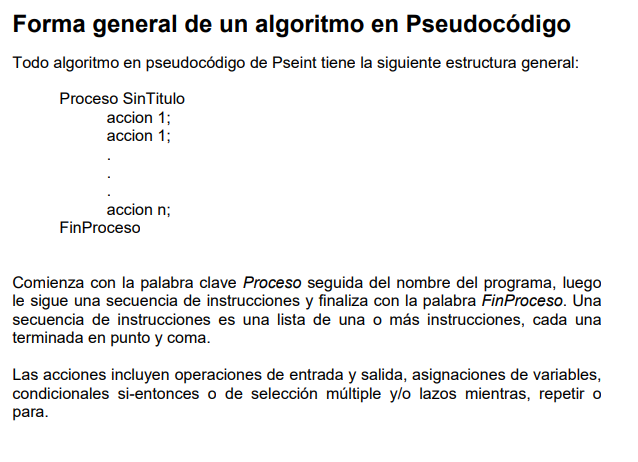 Forma general de un algoritmo en Pseudocódigo
Todo algoritmo en pseudocódigo de Pseint tiene la siguiente estructura general:
Proceso SinTitulo
accion 1;
accion 1;
.
.
.
accion n;
FinProceso
Comienza con la palabra clave Proceso seguida del nombre del programa, luego
le sigue una secuencia de instrucciones y finaliza con la palabra FinProceso. Una
secuencia de instrucciones es una lista de una o más instrucciones, cada una
terminada en punto y coma.
Las acciones incluyen operaciones de entrada y salida, asignaciones de variables,
condicionales si-entonces o de selección múltiple y/o lazos mientras, repetir o
para.